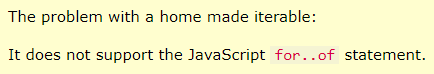 The problem with a home made iterable:
It does not support the JavaScript for..of statement.